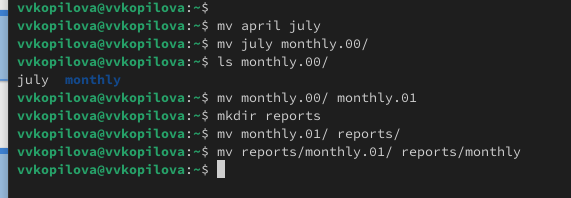 vvkopilova@vvkopilova:~$
vvkopilova@vvkopilova:~$ mv april july
vvkopilova@vvkopilova:~$ mv july monthly.00/
vvkopilova@vvkopilova:~$ ls monthly.00/
july  monthly
vvkopilova@vvkopilova:~$ mv monthly.00/ monthly.01
vvkopilova@vvkopilova:~$ mkdir reports
vvkopilova@vvkopilova:~$ mv monthly.01/ reports/
vvkopilova@vvkopilova:~$ mv reports/monthly.01/ reports/monthly
vvkopilova@vvkopilova:~$